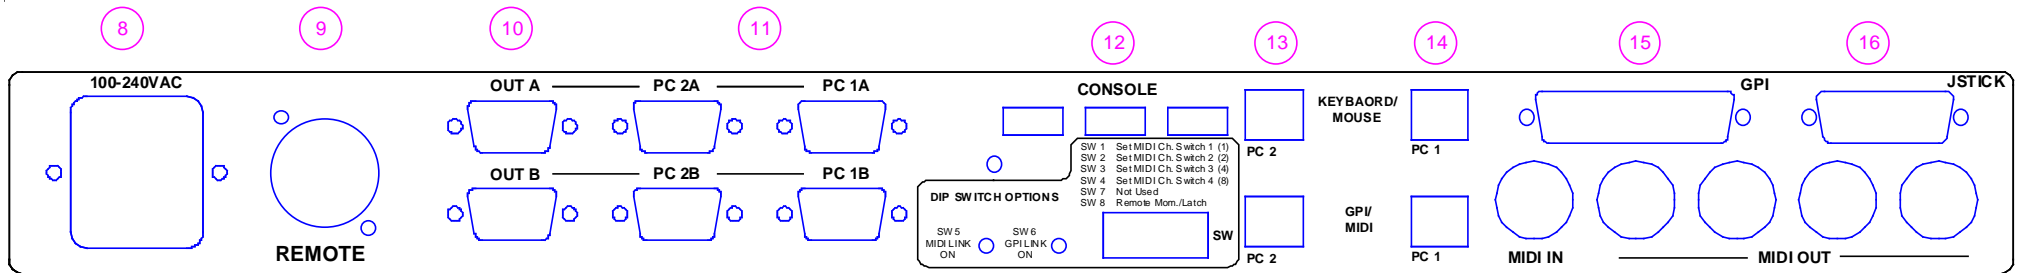 8 9 10 11 12 13 14 15 16
100-240VAC
REMOTE
OUT A PC 2A PC 1A
OUT B PC 2B PC 1B
CONSOLE
SW 1 Set MIDI Ch. Switch 1 (1)
SW 2 Set MIDI Ch. Switch 2 (2)
SW 3 Set MIDI Ch. Switch 3 (4)
SW 4 Set MIDI Ch. Switch 4 (8)
SW 7 Not Used
SW 8 Remote Mom./Latch
DIP SWITCH OPTIONS
SW 5
MIDI LINK
ON
SW 6
GPI LINK
ON
SW
KEYBAORD/
MOUSE
PC 2 PC 1
GPI/
MIDI
PC 2 PC 1
GPI JSTICK
MIDI IN MIDI OUT